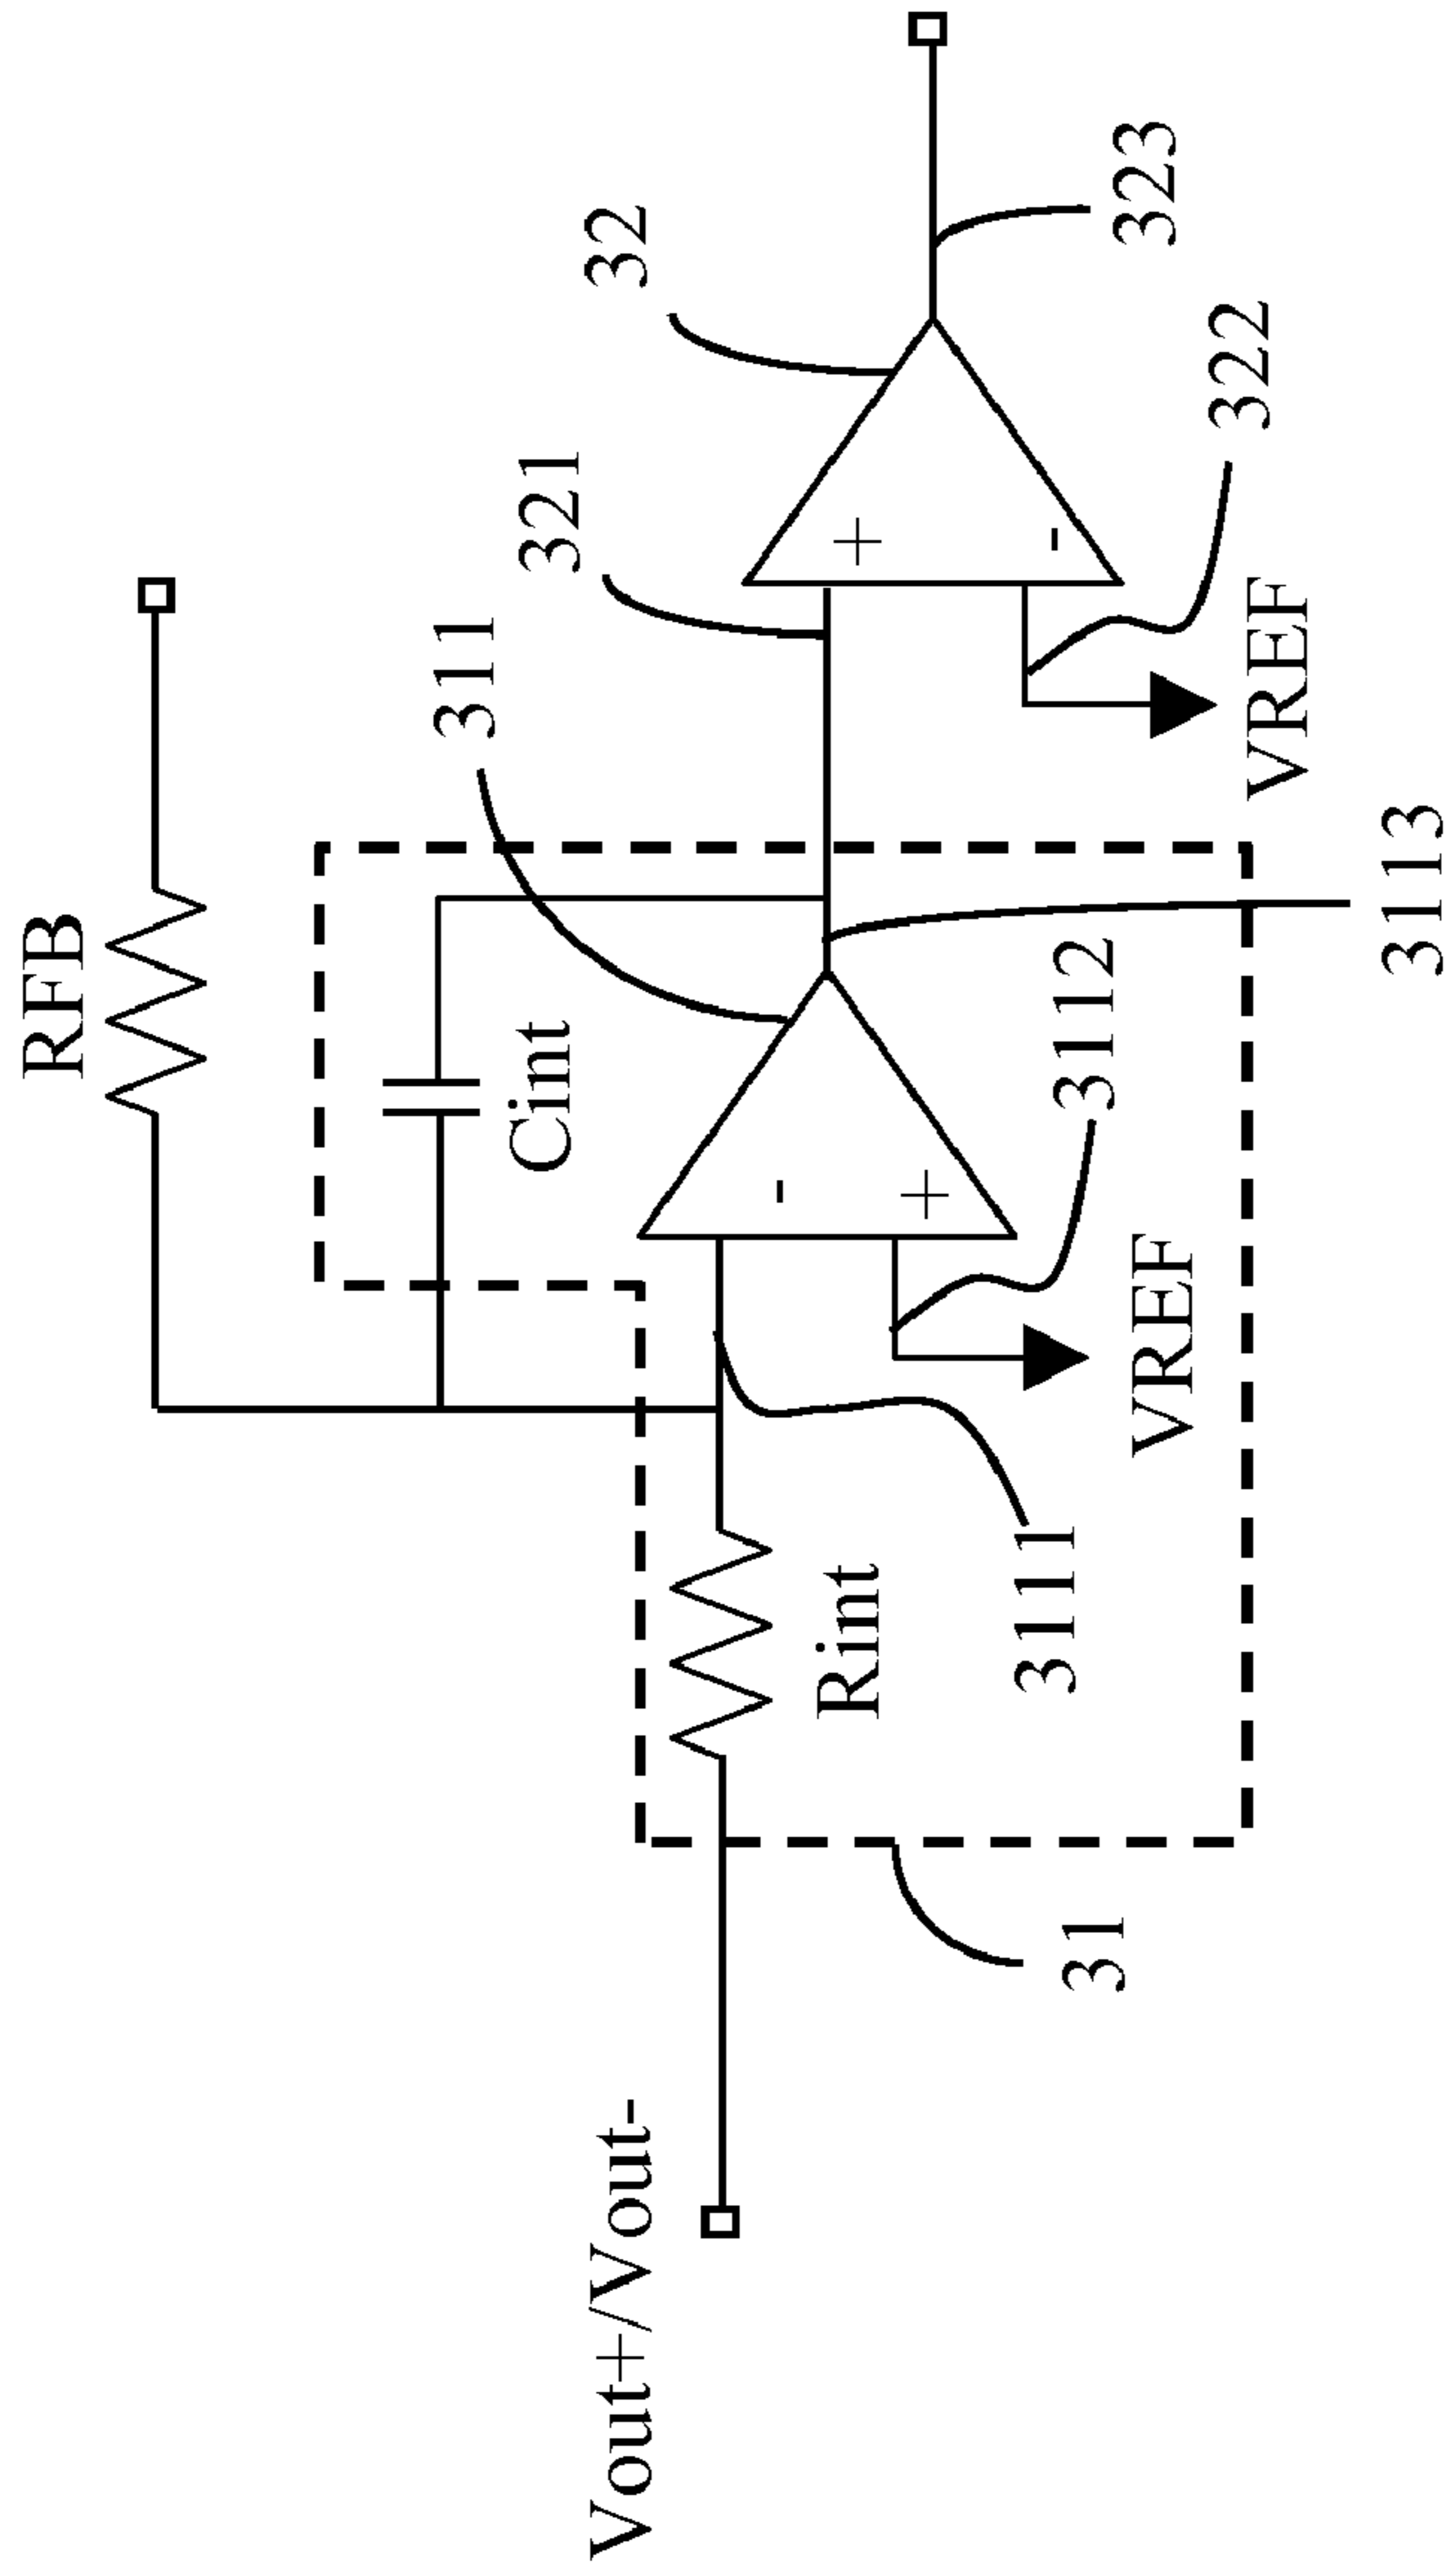 RFB
Cint
311
321
32
323
322
VREF
3112
3113
VREF
3111
Rint
31
Vout+/Vout-
-
+
+
-